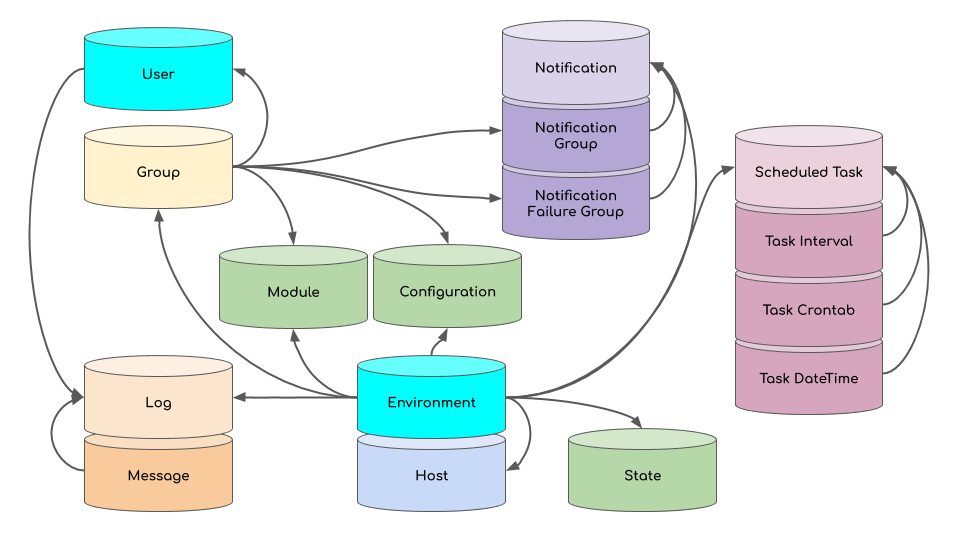 User
Notification
Notification
Group
Group
Scheduled Task
Notification
Failure Group
Task Interval
Module
Configuration
Task Crontab
Task DateTime
Log
Environment
Message
Host
State